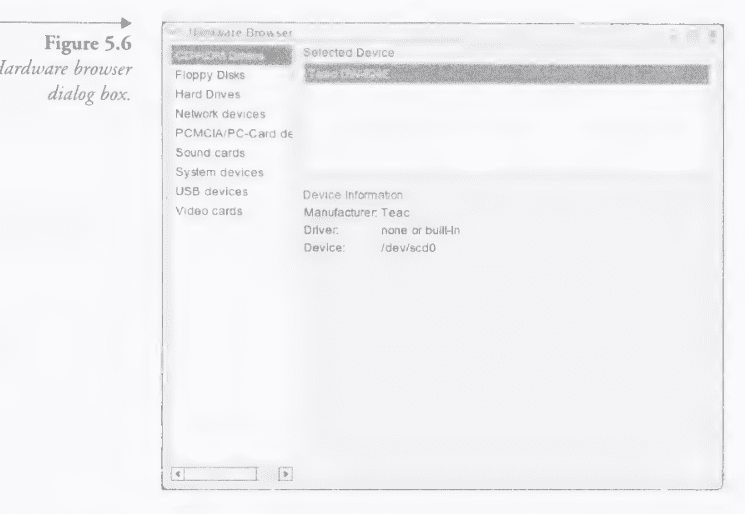 Figure 5.6
Hardware browser
dialog box.
Hardware Browser
CD-ROM Drives
Floppy Disks
Hard Drives
Network devices
PCMCIA/PC-Card de
Sound cards
System devices
USB devices
Video cards
Selected Device
Teac
Device Information
Manufacturer: Teac
Driver: none or built-in
Device: /dev/scd0